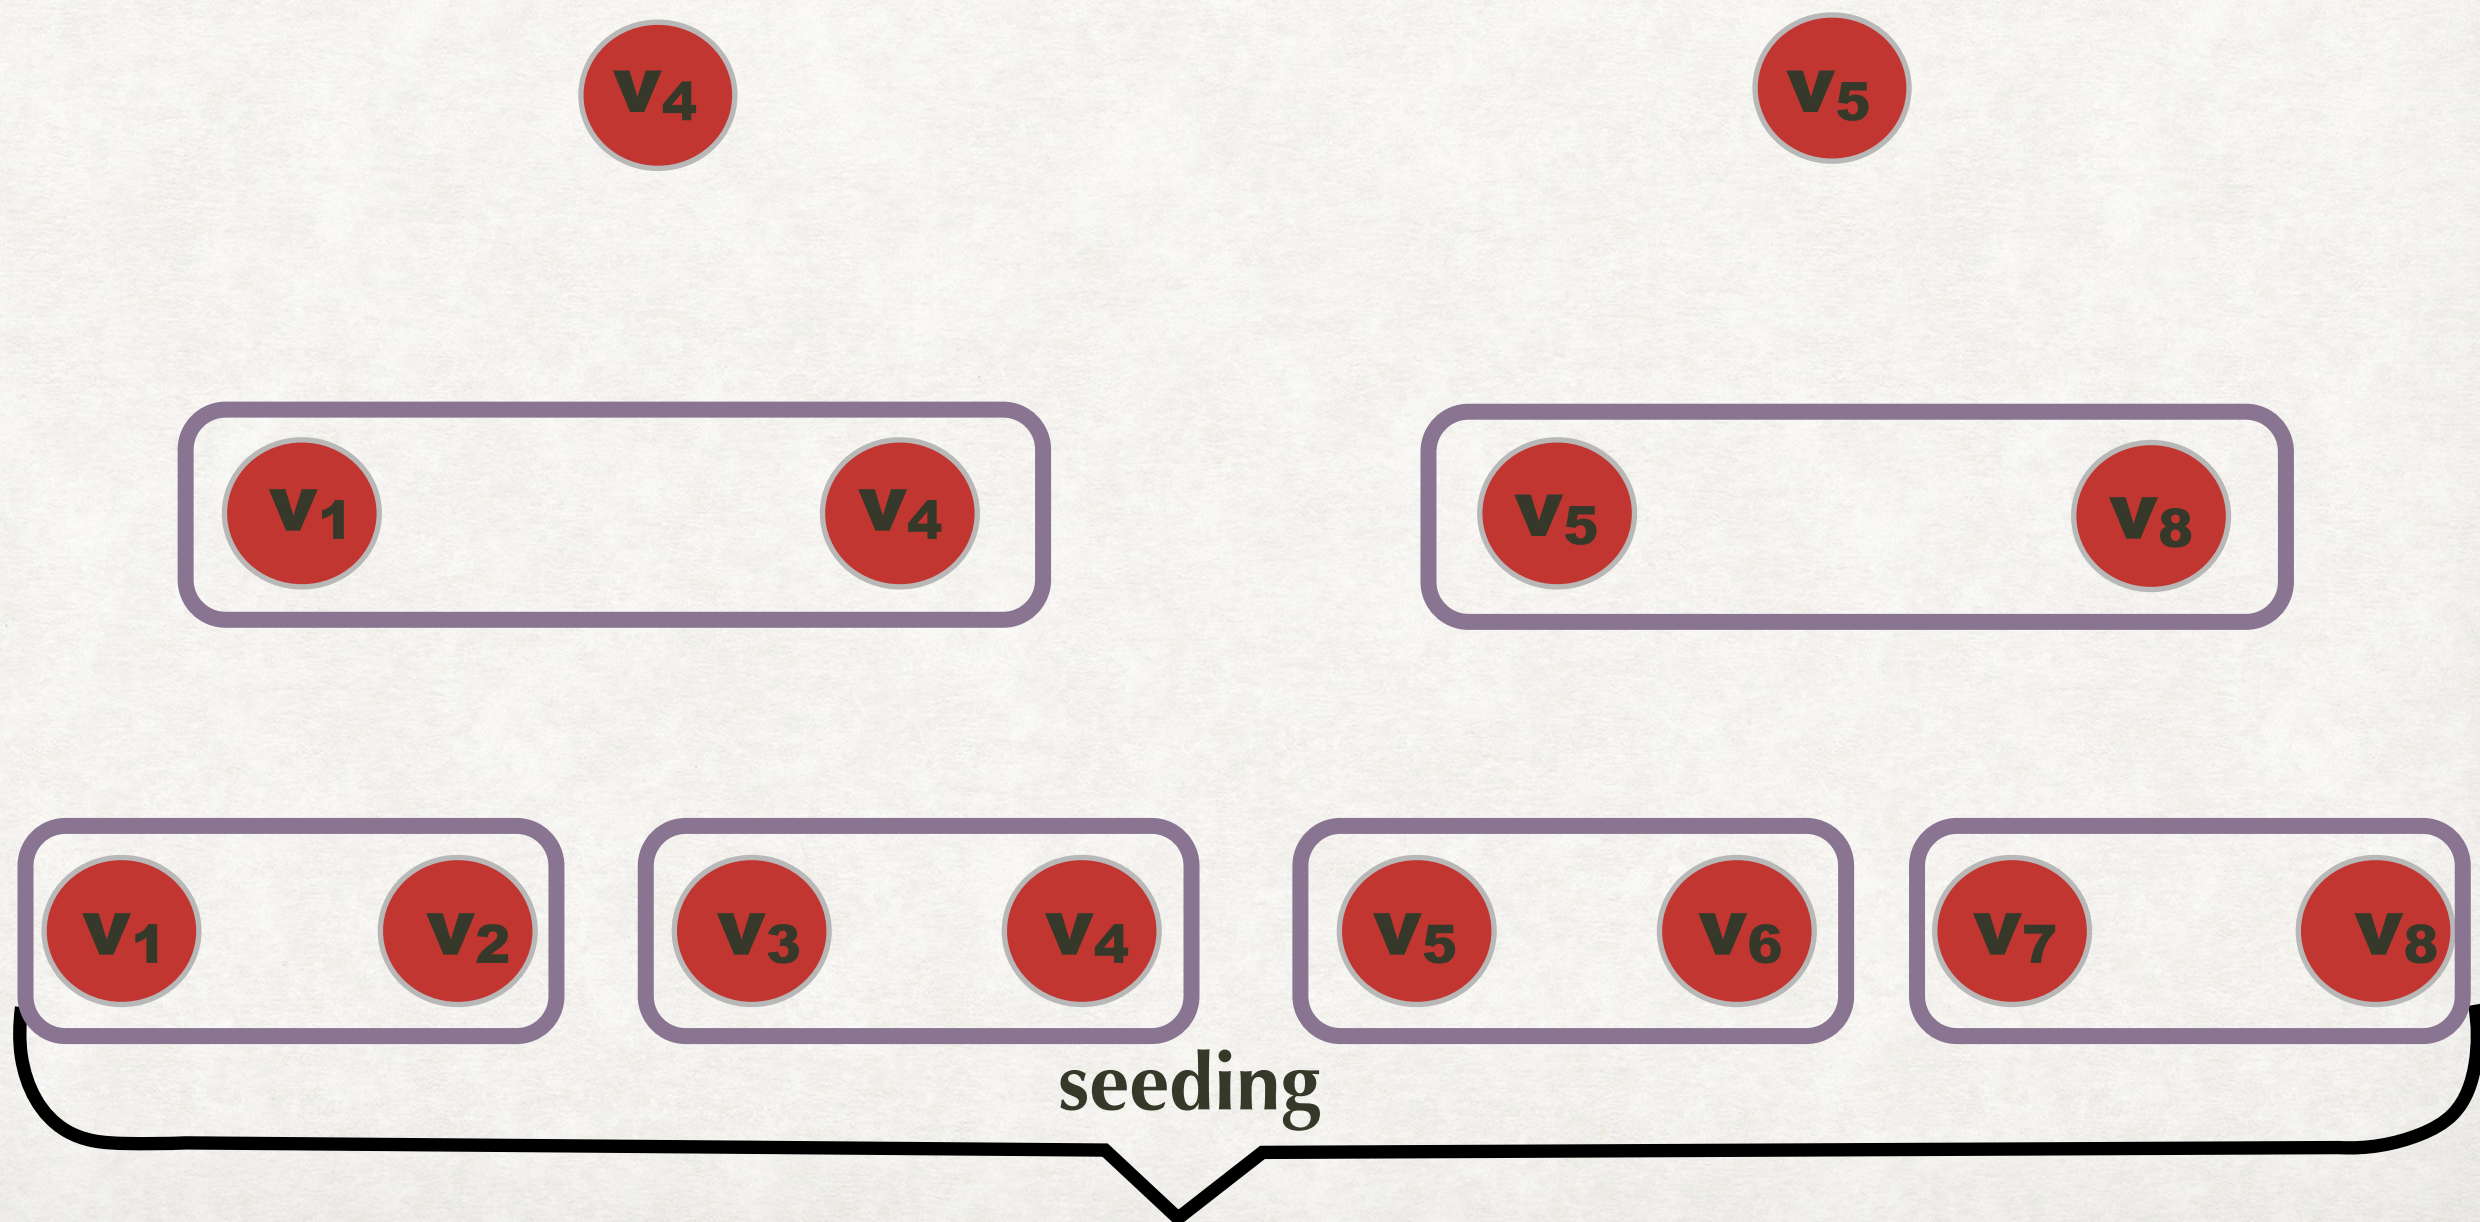 v₄ v₅
v₁ v₄ v₅ v₈
v₁ v₂ v₃ v₄ v₅ v₆ v₇ v₈
seeding